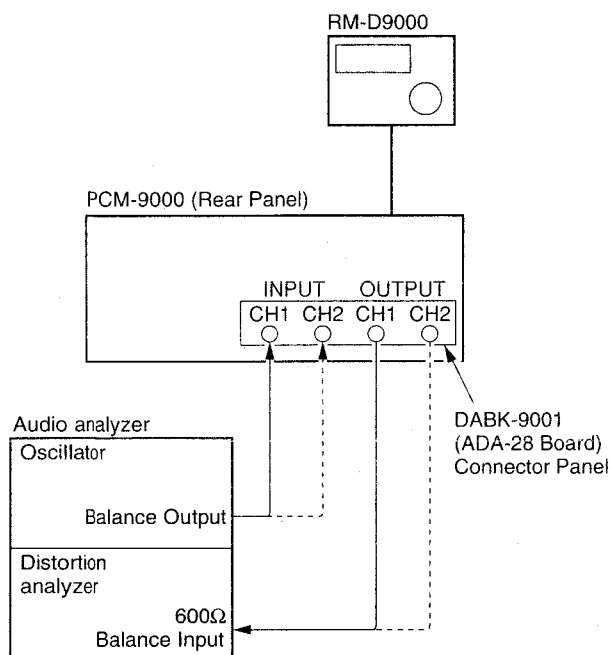 RM-D9000
PCM-9000 (Rear Panel)
INPUT OUTPUT
CH1 CH2 CH1 CH2
DABK-9001
(ADA-28 Board)
Connector Panel
Audio analyzer
Oscillator
Balance Output
Distortion
analyzer
600Ω
Balance Input